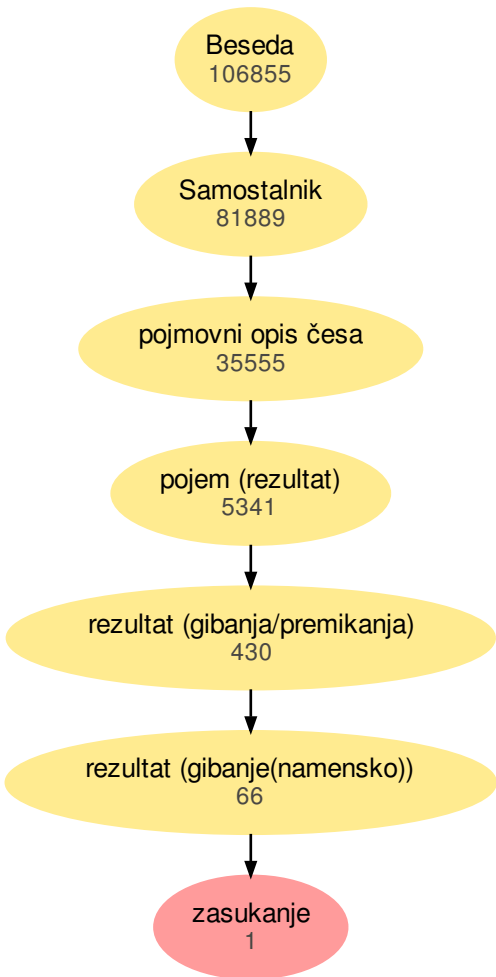 Beseda
106855
Samostalnik
81889
pojmovni opis česa
35555
pojem (rezultat)
5341
rezultat (gibanja/premikanja)
430
rezultat (gibanje(namensko))
66
zasukanje
1